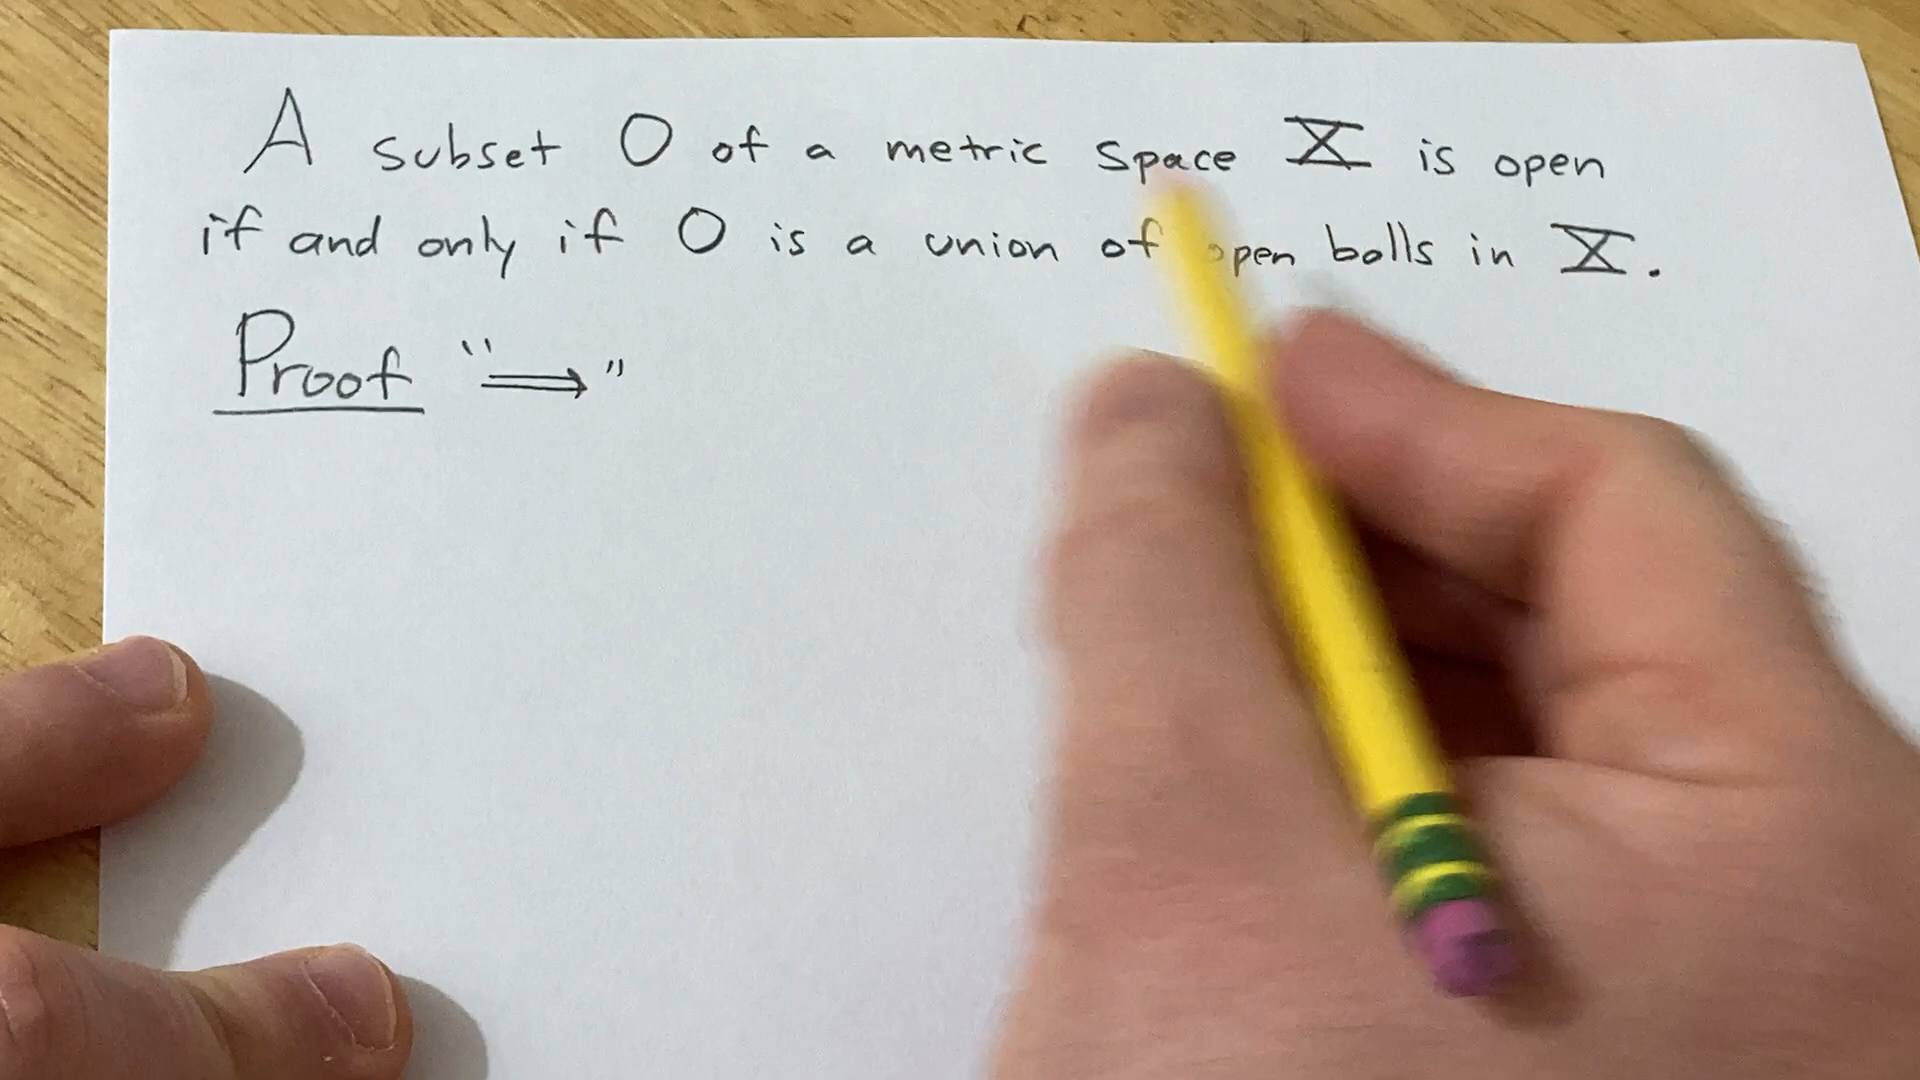 A subset O of a metric space X is open
if and only if O is a union of open balls in X.
Proof "⟹"